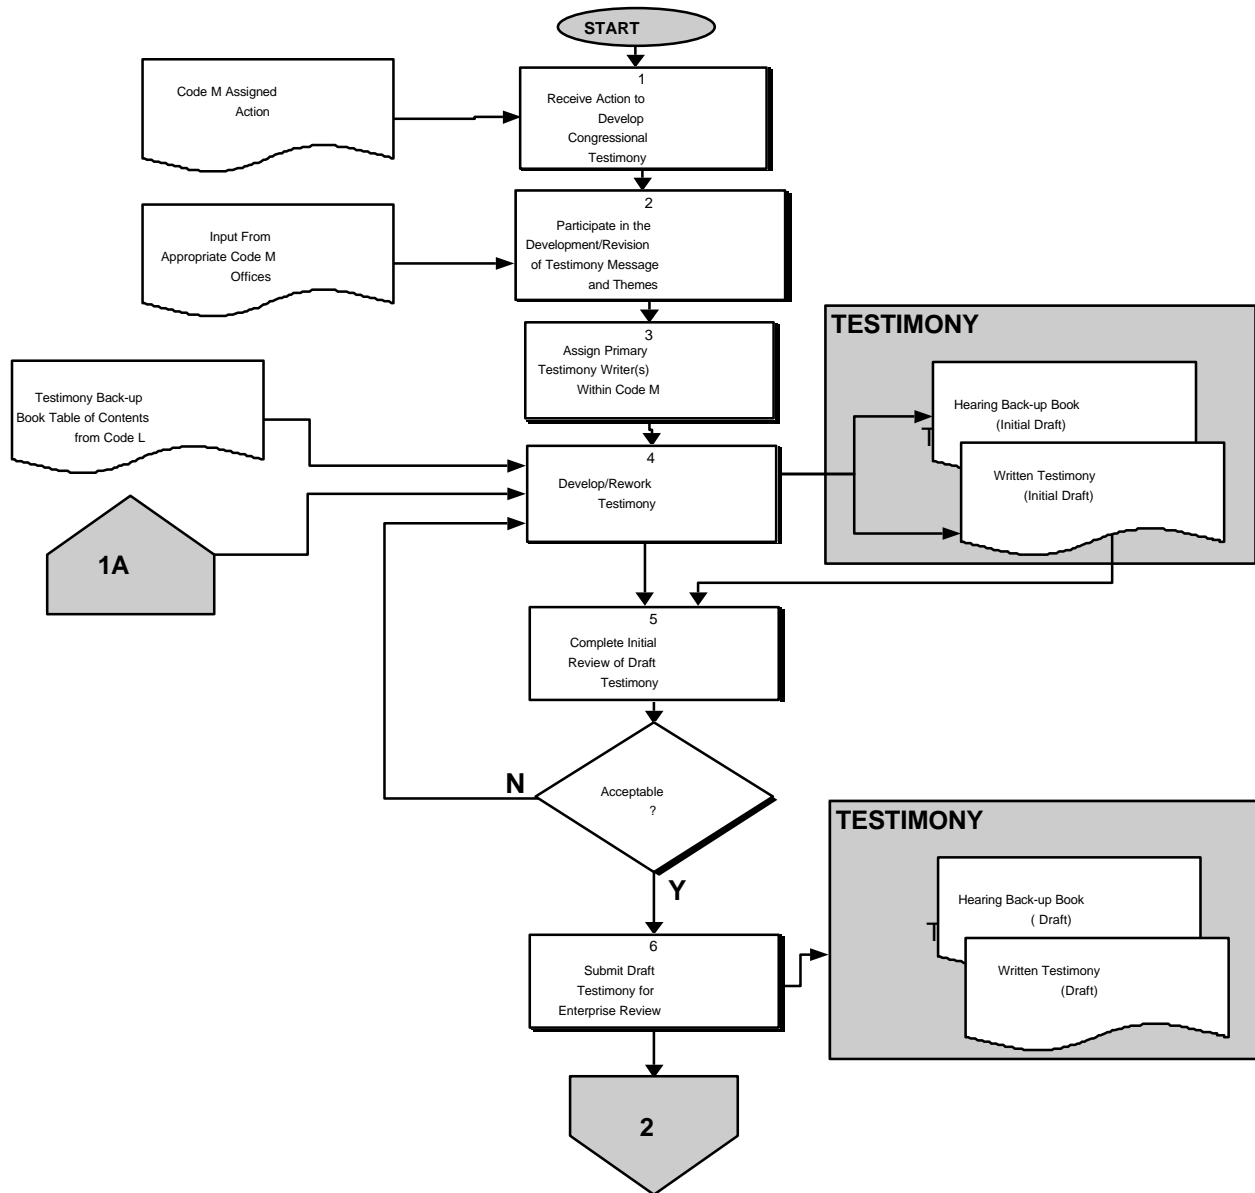 START
1
Receive Action to
Develop
Congressional
Testimony
Code M Assigned
Action
2
Participate in the
Development/Revision
of Testimony Message
and Themes
Input From
Appropriate Code M
Offices
3
Assign Primary
Testimony Writer(s)
Within Code M
TESTIMONY
Hearing Back-up Book
(Initial Draft)
T
Written Testimony
(Initial Draft)
Testimony Back-up
Book Table of Contents
from Code L
4
Develop/Rework
Testimony
1A
5
Complete Initial
Review of Draft
Testimony
N
Acceptable
?
Y
TESTIMONY
Hearing Back-up Book
( Draft)
T
Written Testimony
(Draft)
6
Submit Draft
Testimony for
Enterprise Review
2